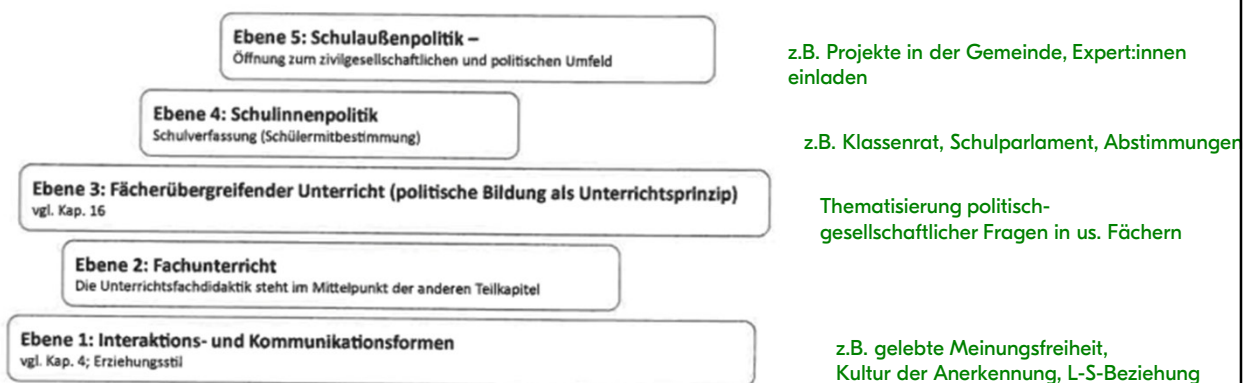 Ebene 5: Schulaußenpolitik –
Öffnung zum zivilgesellschaftlichen und politischen Umfeld
z.B. Projekte in der Gemeinde, Expert:innen
einladen
Ebene 4: Schulinnenpolitik
Schulverfassung (Schülermitbestimmung)
z.B. Klassenrat, Schulparlament, Abstimmungen
Ebene 3: Fächerübergreifender Unterricht (politische Bildung als Unterrichtsprinzip)
vgl. Kap. 16
Thematisierung politisch-
gesellschaftlicher Fragen in us. Fächern
Ebene 2: Fachunterricht
Die Unterrichtsfachdidaktik steht im Mittelpunkt der anderen Teilkapitel
Ebene 1: Interaktions- und Kommunikationsformen
vgl. Kap. 4; Erziehungsstil
z.B. gelebte Meinungsfreiheit,
Kultur der Anerkennung, L-S-Beziehung